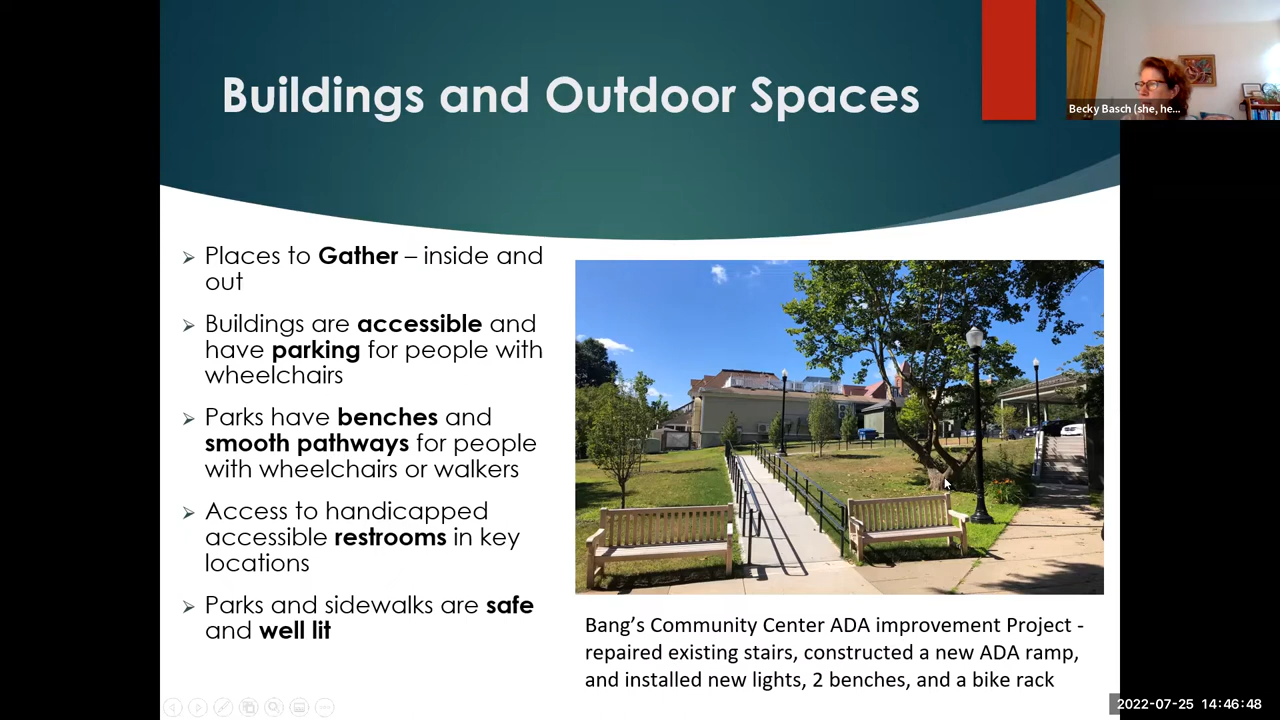 Buildings and Outdoor Spaces
Becky Basch (she, he...
Places to Gather – inside and
out
Buildings are accessible and
have parking for people with
wheelchairs
Parks have benches and
smooth pathways for people
with wheelchairs or walkers
Access to handicapped
accessible restrooms in key
locations
Parks and sidewalks are safe
and well lit
Bang’s Community Center ADA improvement Project -
repaired existing stairs, constructed a new ADA ramp,
and installed new lights, 2 benches, and a bike rack
2022-07-25 14:46:48